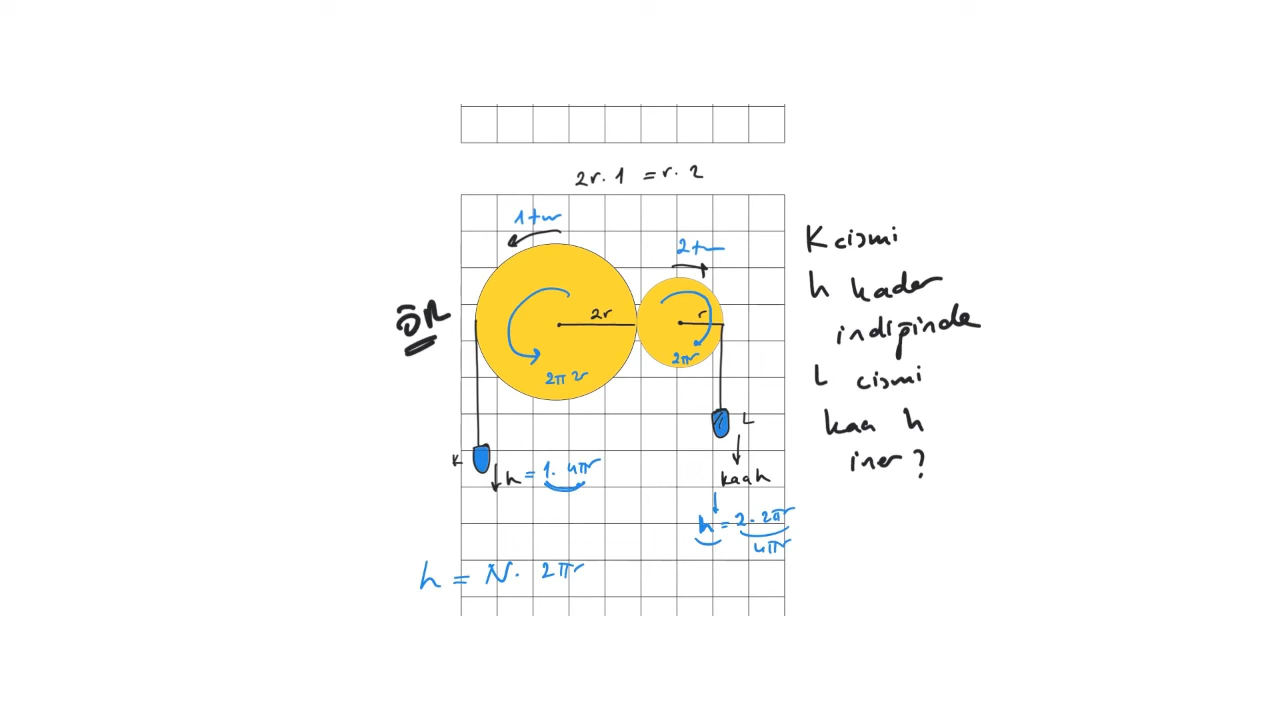 2r. 1 = r. 2
1 tur
2 tur
ÖR
2r
r
2π 2r
2πr
K
h = 1. 4πr
L
kaç h
h = 2. 2πr
4πr
h = N. 2πr
K cismi
h kadar
indiğinde
L cismi
kaç h
iner?